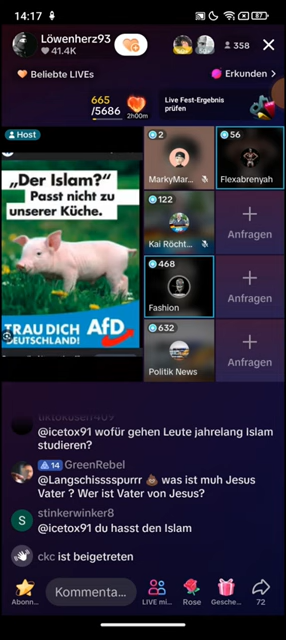 14:17
87
Löwenherz93
41.4K
358
Beliebte LIVEs
Erkunden
665
/5686
2h00m
Live Fest-Ergebnis
prüfen
Host
2
56
„Der Islam?“
Passt nicht zu
unserer Küche.
MarkyMar...
Flexabrenyah
122
Kai Röcht...
Anfragen
468
Fashion
Anfragen
TRAU DICH
DEUTSCHLAND!
AfD
632
Politik News
Anfragen
@icetox91 wofür gehen Leute jahrelang Islam
studieren?
14 GreenRebel
@Langschisssspurrr 💩 was ist muh Jesus
Vater ? Wer ist Vater von Jesus?
S
stinkerwinker8
@icetox91 du hasst den Islam
ckc ist beigetreten
Abonn...
Kommenta...
LIVE mi...
Rose
Gesche...
72